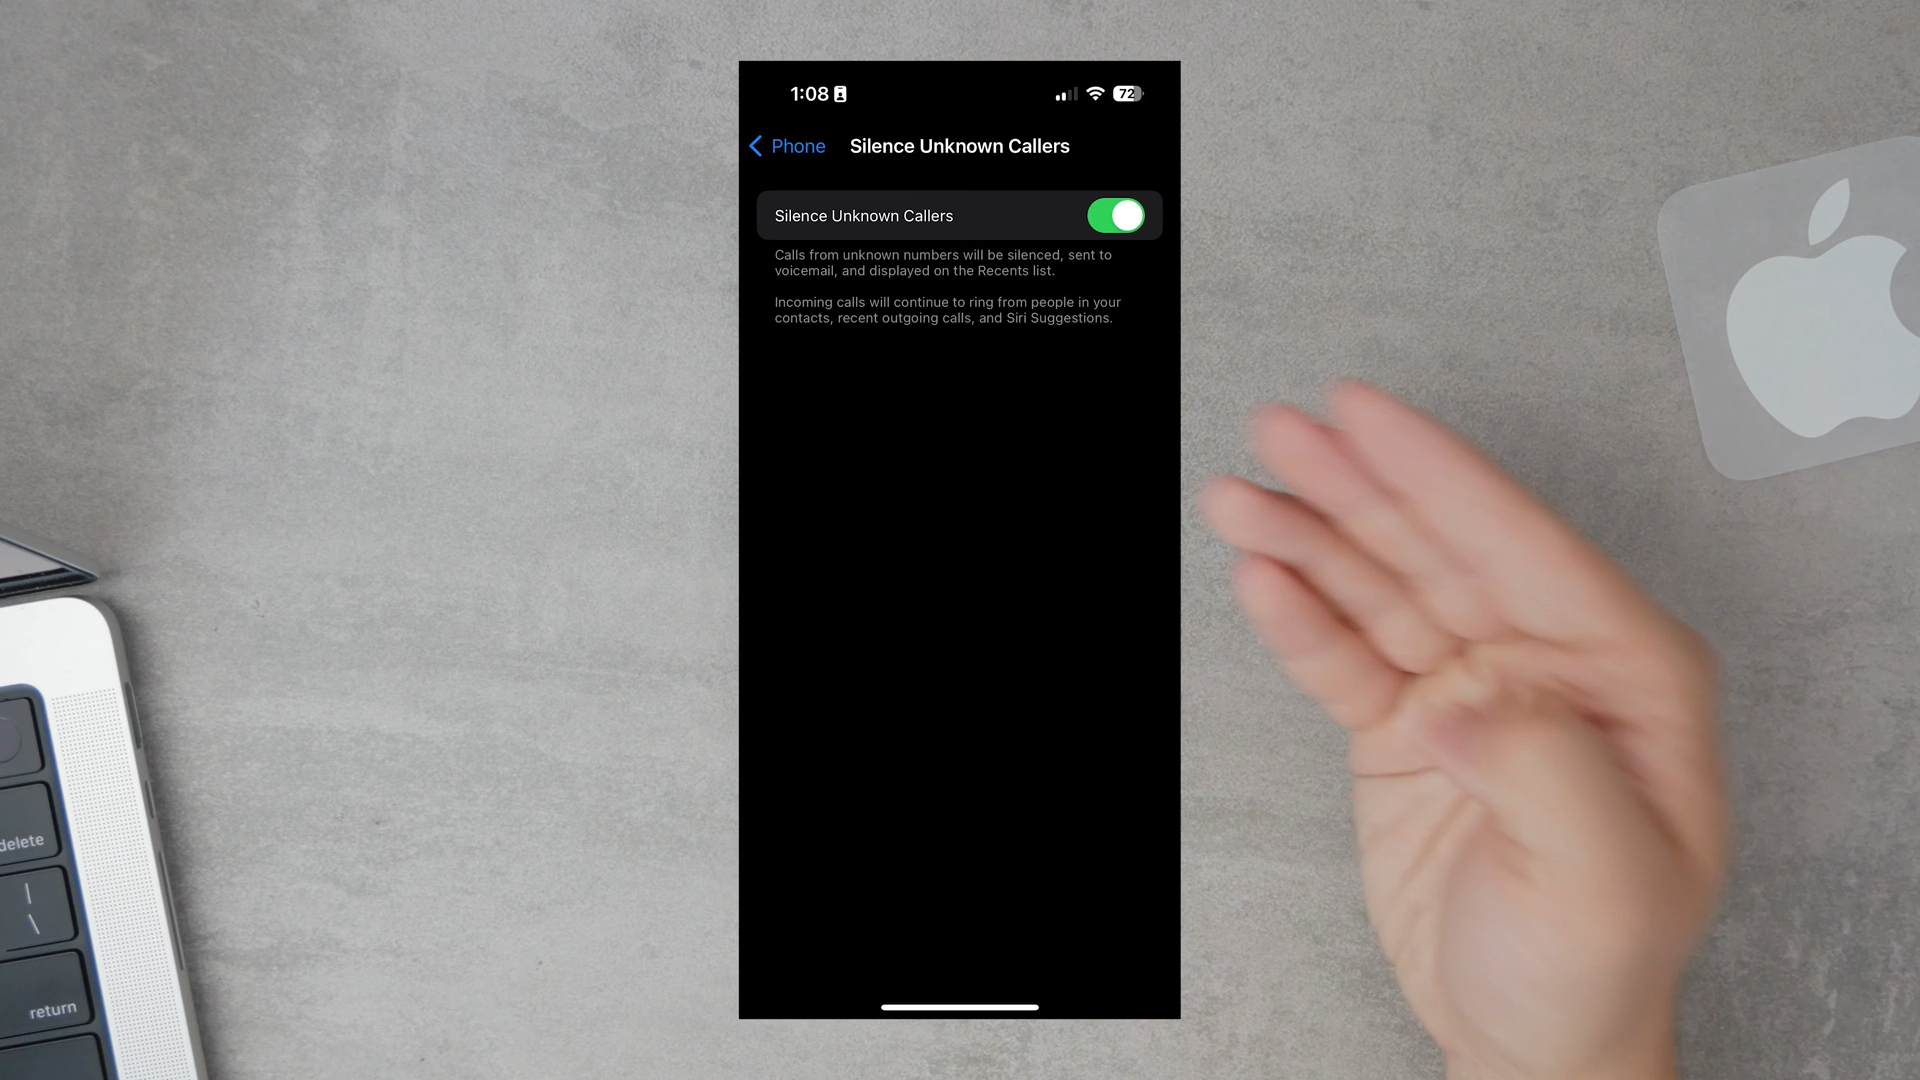 1:08
72
Phone
Silence Unknown Callers
Silence Unknown Callers
Calls from unknown numbers will be silenced, sent to
voicemail, and displayed on the Recents list.
Incoming calls will continue to ring from people in your
contacts, recent outgoing calls, and Siri Suggestions.
delete
|
\
return